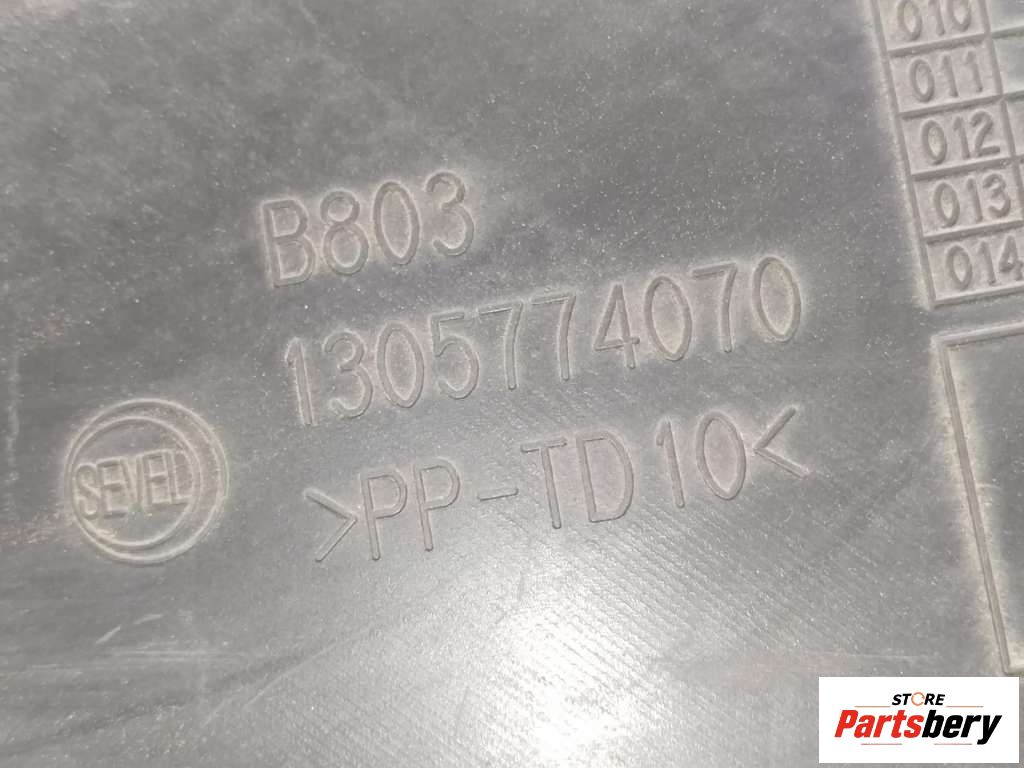 010
011
012
013
014
B803
1305774070
SEVEL
>PP-TD10<
STORE
Partsbery